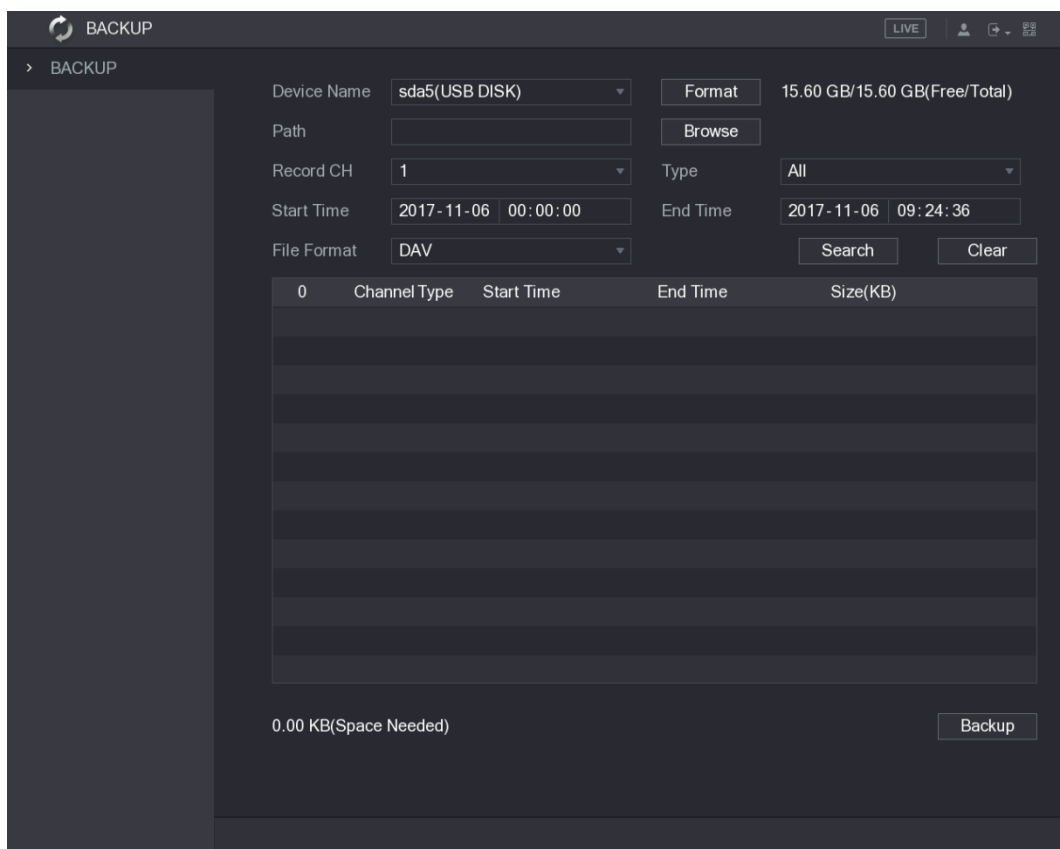 BACKUP
LIVE
> BACKUP
Device Name sda5(USB DISK) Format 15.60 GB/15.60 GB(Free/Total)
Path Browse
Record CH 1 Type All
Start Time 2017-11-06 00:00:00 End Time 2017-11-06 09:24:36
File Format DAV Search Clear
0 Channel Type Start Time End Time Size(KB)
0.00 KB(Space Needed) Backup